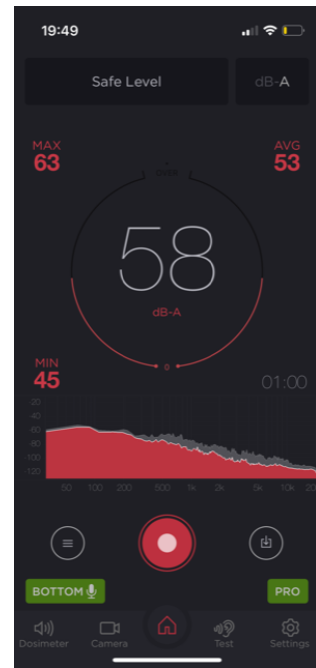 19:49
Safe Level
dB-A
MAX
63
AVG
53
OVER
58
dB-A
0
MIN
45
01:00
-20
-40
-60
-80
-100
-120
50 100 200 500 1k 2k 5k 10k 20
BOTTOM
PRO
Dosimeter Camera Test Settings